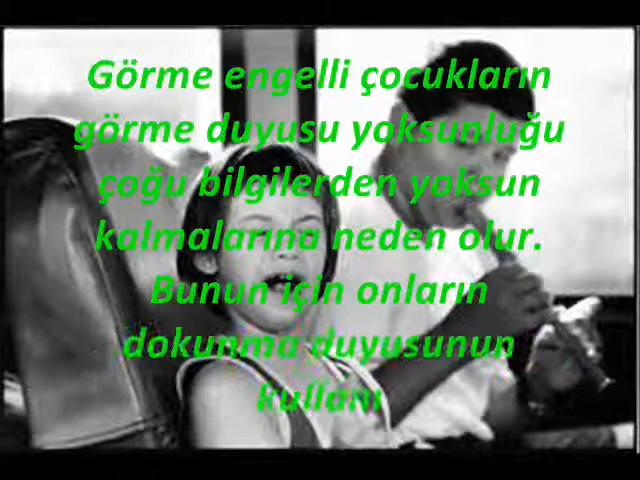 Görme engelli çocukların
görme duyusu yoksunluğu
çoğu bilgilerden yoksun
kalmalarına neden olur.
Bunun için onların
dokunma duyusunun
kullanı